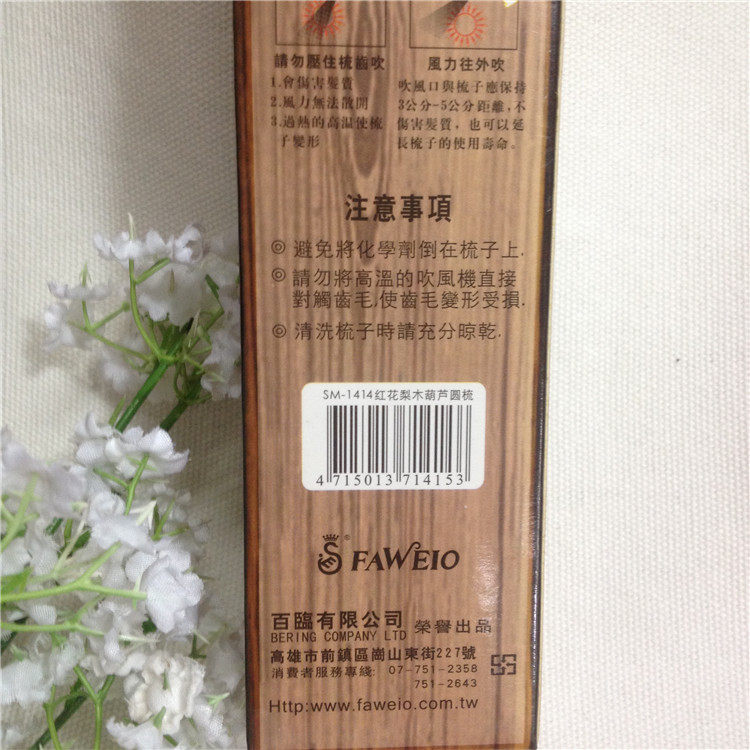 請勿壓住梳齒吹
1.會傷害髮質
2.風力無法散開
3.過熱的高温使梳
子變形
風力往外吹
吹風口與梳子應保持
3公分-5公分距離,不
傷害髮質,也可以延
長梳子的使用壽命。
注意事項
◎ 避免將化學劑倒在梳子上.
◎ 請勿將高溫的吹風機直接
對觸齒毛,使齒毛變形受損.
◎ 清洗梳子時請充分晾乾.
SM-1414红花梨木葫芦圆梳
4 715013 714153
® FAWEIO
百臨有限公司 榮譽出品
BERING COMPANY LTD
高雄市前鎮區崗山東街227號
消費者服務專綫: 07-751-2358
751-2643
Http:www.faweio.com.tw